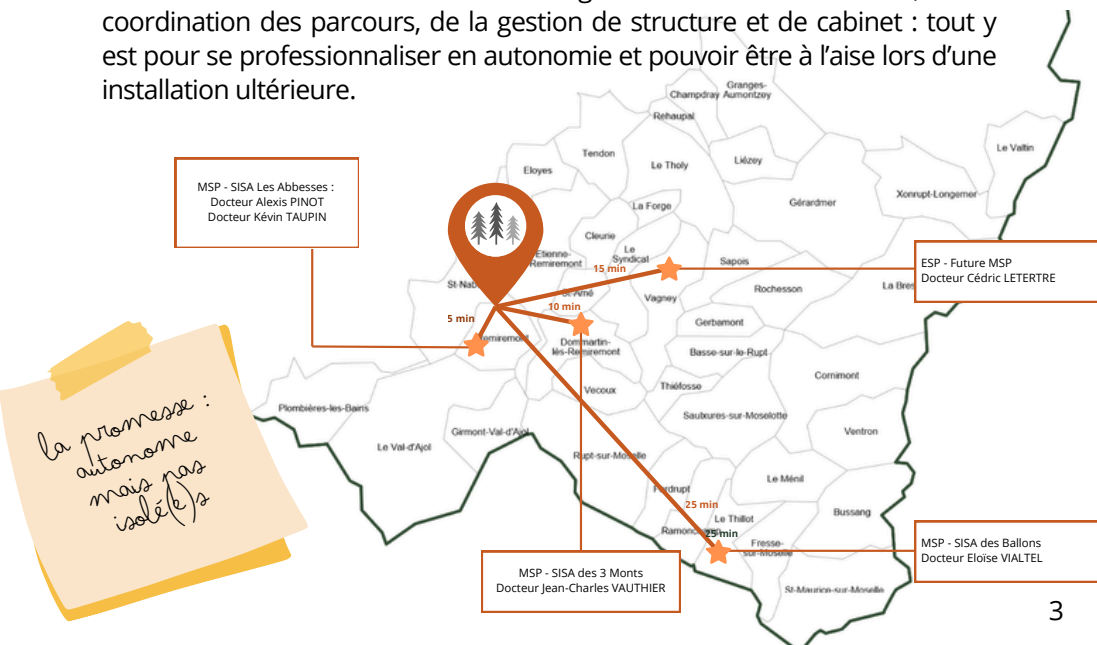 coordination des parcours, de la gestion de structure et de cabinet : tout y
est pour se professionnaliser en autonomie et pouvoir être à l’aise lors d’une
installation ultérieure.
Granges-
Champdray Aumontzey
Rehaupal
Le Valtin
Tendon
Le Tholy
Liézey
Eloyes
Xonrupt-Longemer
MSP - SISA Les Abbesses :
Docteur Alexis PINOT
Docteur Kévin TAUPIN
La Forge
Gérardmer
Cleurie
Le
Syndicat
Etienne-
Remiremont
15 min
Sapois
ESP - Future MSP
Docteur Cédric LETERTRE
St-Nab
St-Amé
Vagney
Rochesson
La Bres
5 min
10 min
Gerbamont
Remiremont
Dommartin-
lès-Remiremont
Basse-sur-le-Rupt
Cornimont
Vecoux
Thiéfosse
Plombières-les-Bains
Saulxures-sur-Moselotte
la promesse :
autonome
mais pas
isolé(e)s
Le Val-d'Ajol
Girmont-Val-d'Ajol
Ventron
Rupt-sur-Moselle
Le Ménil
Ferdrupt
25 min
Le Thillot
Bussang
Ramonchamp
25 min
Fresse-
sur-Moselle
MSP - SISA des Ballons
Docteur Eloïse VIALTEL
MSP - SISA des 3 Monts
Docteur Jean-Charles VAUTHIER
St-Maurice-sur-Moselle
3